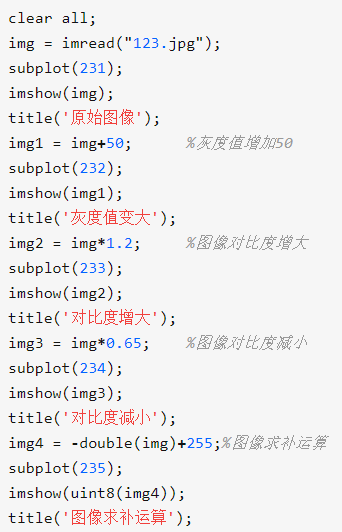 clear all;
img = imread("123.jpg");
subplot(231);
imshow(img);
title('原始图像');
img1 = img+50;      %灰度值增加50
subplot(232);
imshow(img1);
title('灰度值变大');
img2 = img*1.2;     %图像对比度增大
subplot(233);
imshow(img2);
title('对比度增大');
img3 = img*0.65;    %图像对比度减小
subplot(234);
imshow(img3);
title('对比度减小');
img4 = -double(img)+255;%图像求补运算
subplot(235);
imshow(uint8(img4));
title('图像求补运算');